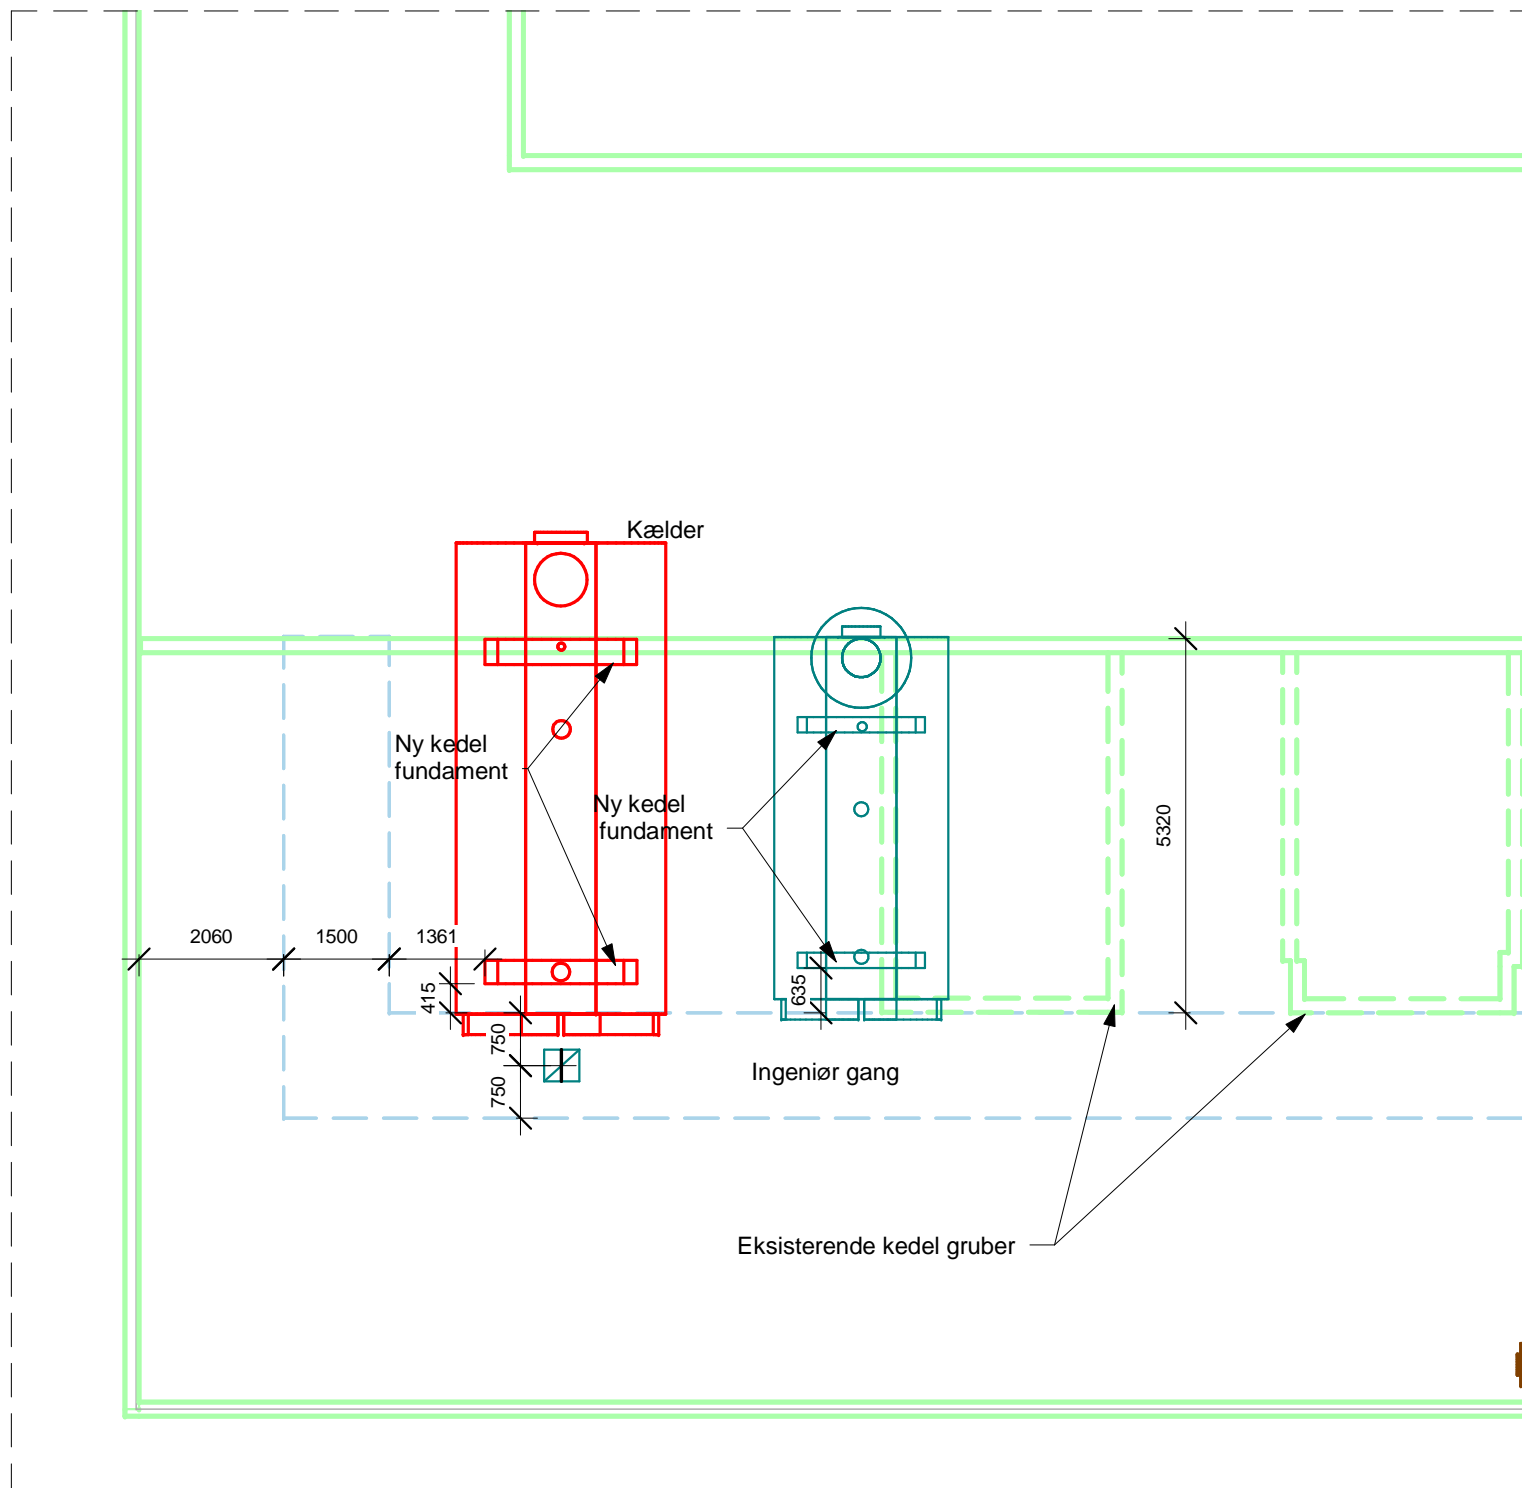 Kælder
Ny kedel
fundament
Ny kedel
fundament
5320
2060
1500
1361
415
635
750
750
Ingeniør gang
Eksisterende kedel gruber